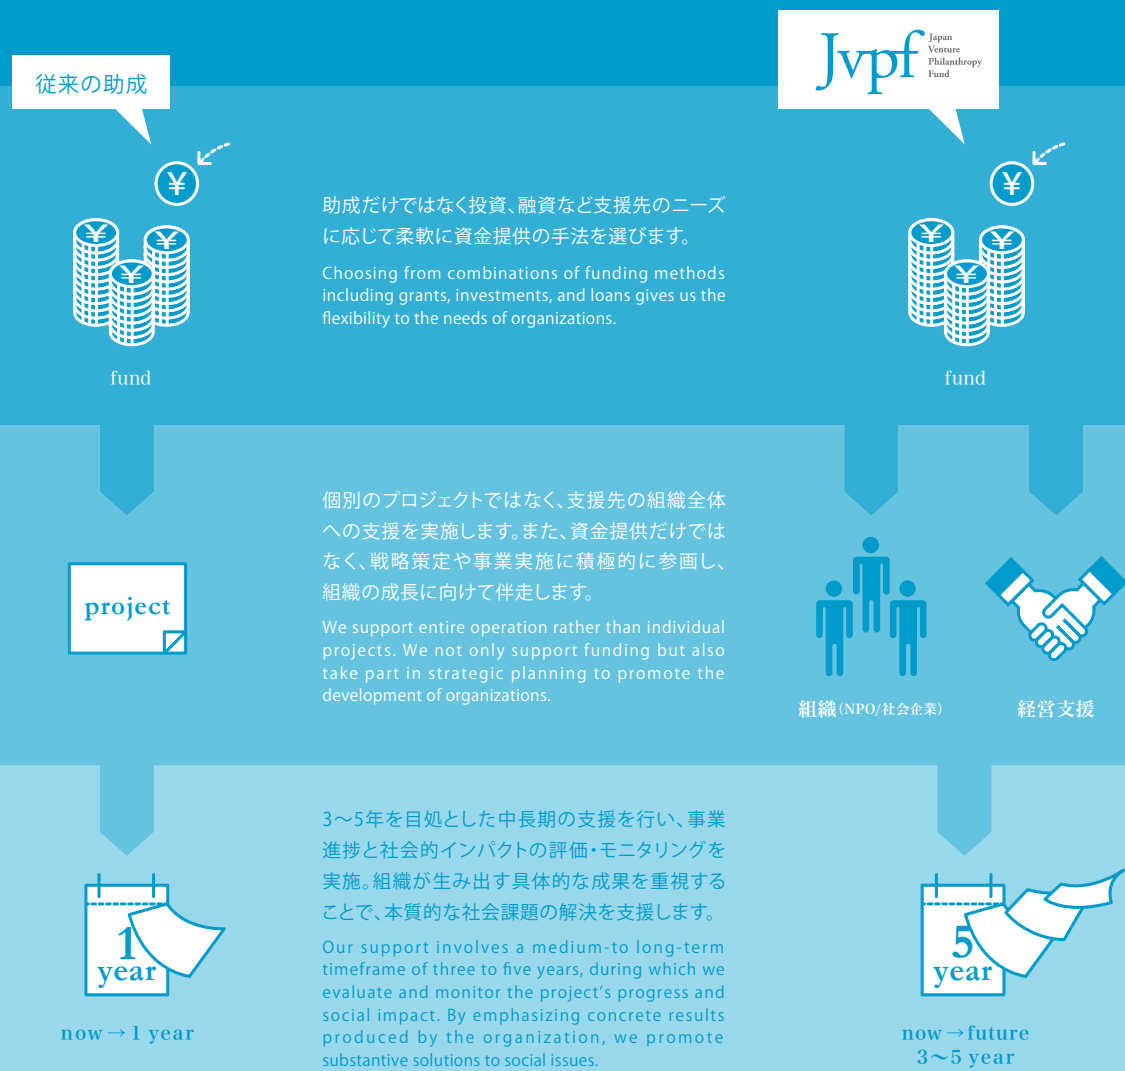 従来の助成
Jvpf
Japan
Venture
Philanthropy
Fund
¥
¥
¥
¥
fund
助成だけではなく投資、融資など支援先のニーズ
に応じて柔軟に資金提供の手法を選びます。
Choosing from combinations of funding methods
including grants, investments, and loans gives us the
flexibility to the needs of organizations.
¥
¥
¥
¥
fund
project
個別のプロジェクトではなく、支援先の組織全体
への支援を実施します。また、資金提供だけでは
なく、戦略策定や事業実施に積極的に参画し、
組織の成長に向けて伴走します。
We support entire operation rather than individual
projects. We not only support funding but also
take part in strategic planning to promote the
development of organizations.
組織(NPO/社会企業)
経営支援
1
year
now→1 year
3〜5年を目処とした中長期の支援を行い、事業
進捗と社会的インパクトの評価・モニタリングを
実施。組織が生み出す具体的な成果を重視する
ことで、本質的な社会課題の解決を支援します。
Our support involves a medium-to long-term
timeframe of three to five years, during which we
evaluate and monitor the project's progress and
social impact. By emphasizing concrete results
produced by the organization, we promote
substantive solutions to social issues.
5
year
now→future
3〜5 year